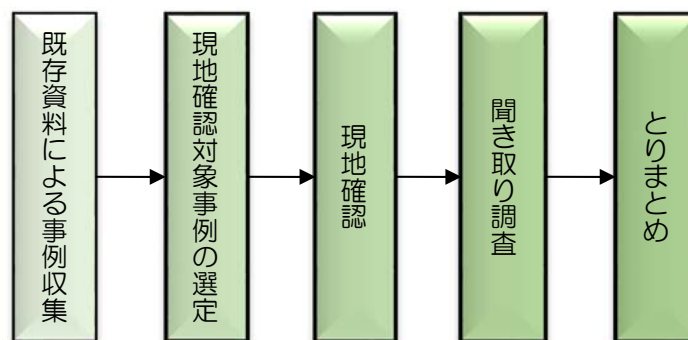 既存資料による事例収集
現地確認対象事例の選定
現地確認
聞き取り調査
とりまとめ